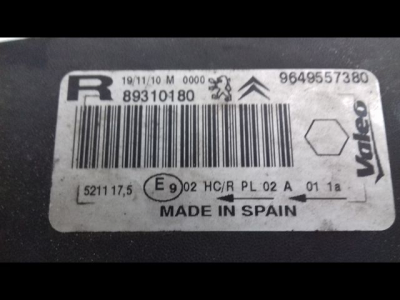 R 19/11/10 M 0000 9649557380
89310180
Valeo
5211 17,5 E9 02 HC/R PL 02 A 01 1a
MADE IN SPAIN